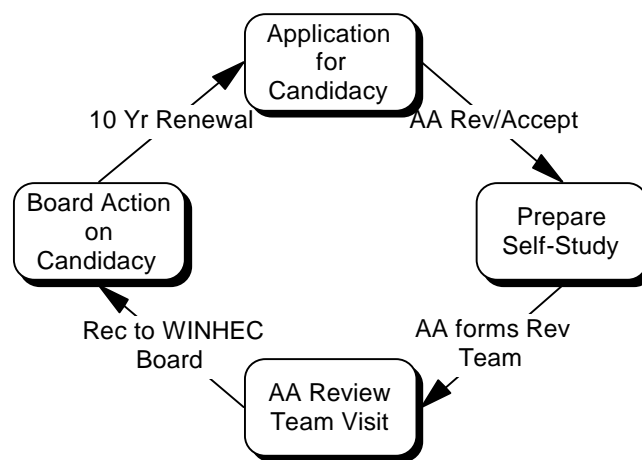 Application
for
Candidacy
10 Yr Renewal
AA Rev/Accept
Board Action
on
Candidacy
Prepare
Self-Study
Rec to WINHEC
Board
AA forms Rev
Team
AA Review
Team Visit